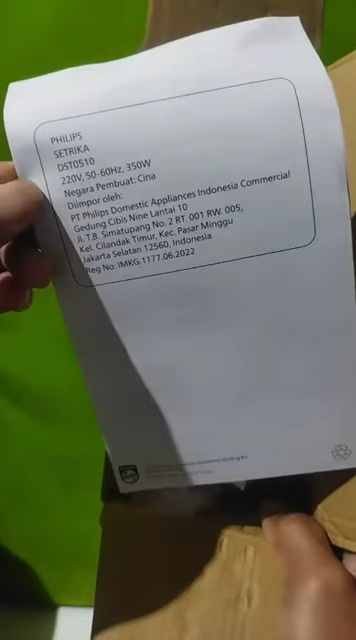 PHILIPS
SETRIKA
DST0510
220V, 50-60Hz, 350W
Negara Pembuat: Cina
Diimpor oleh:
PT Philips Domestic Appliances Indonesia Commercial
Gedung Cibis Nine Lantai 10
Jl. T.B. Simatupang No. 2 RT. 001 RW. 005,
Kel. Cilandak Timur, Kec. Pasar Minggu
Jakarta Selatan 12560, Indonesia
Reg No: IMKG.1177.06.2022